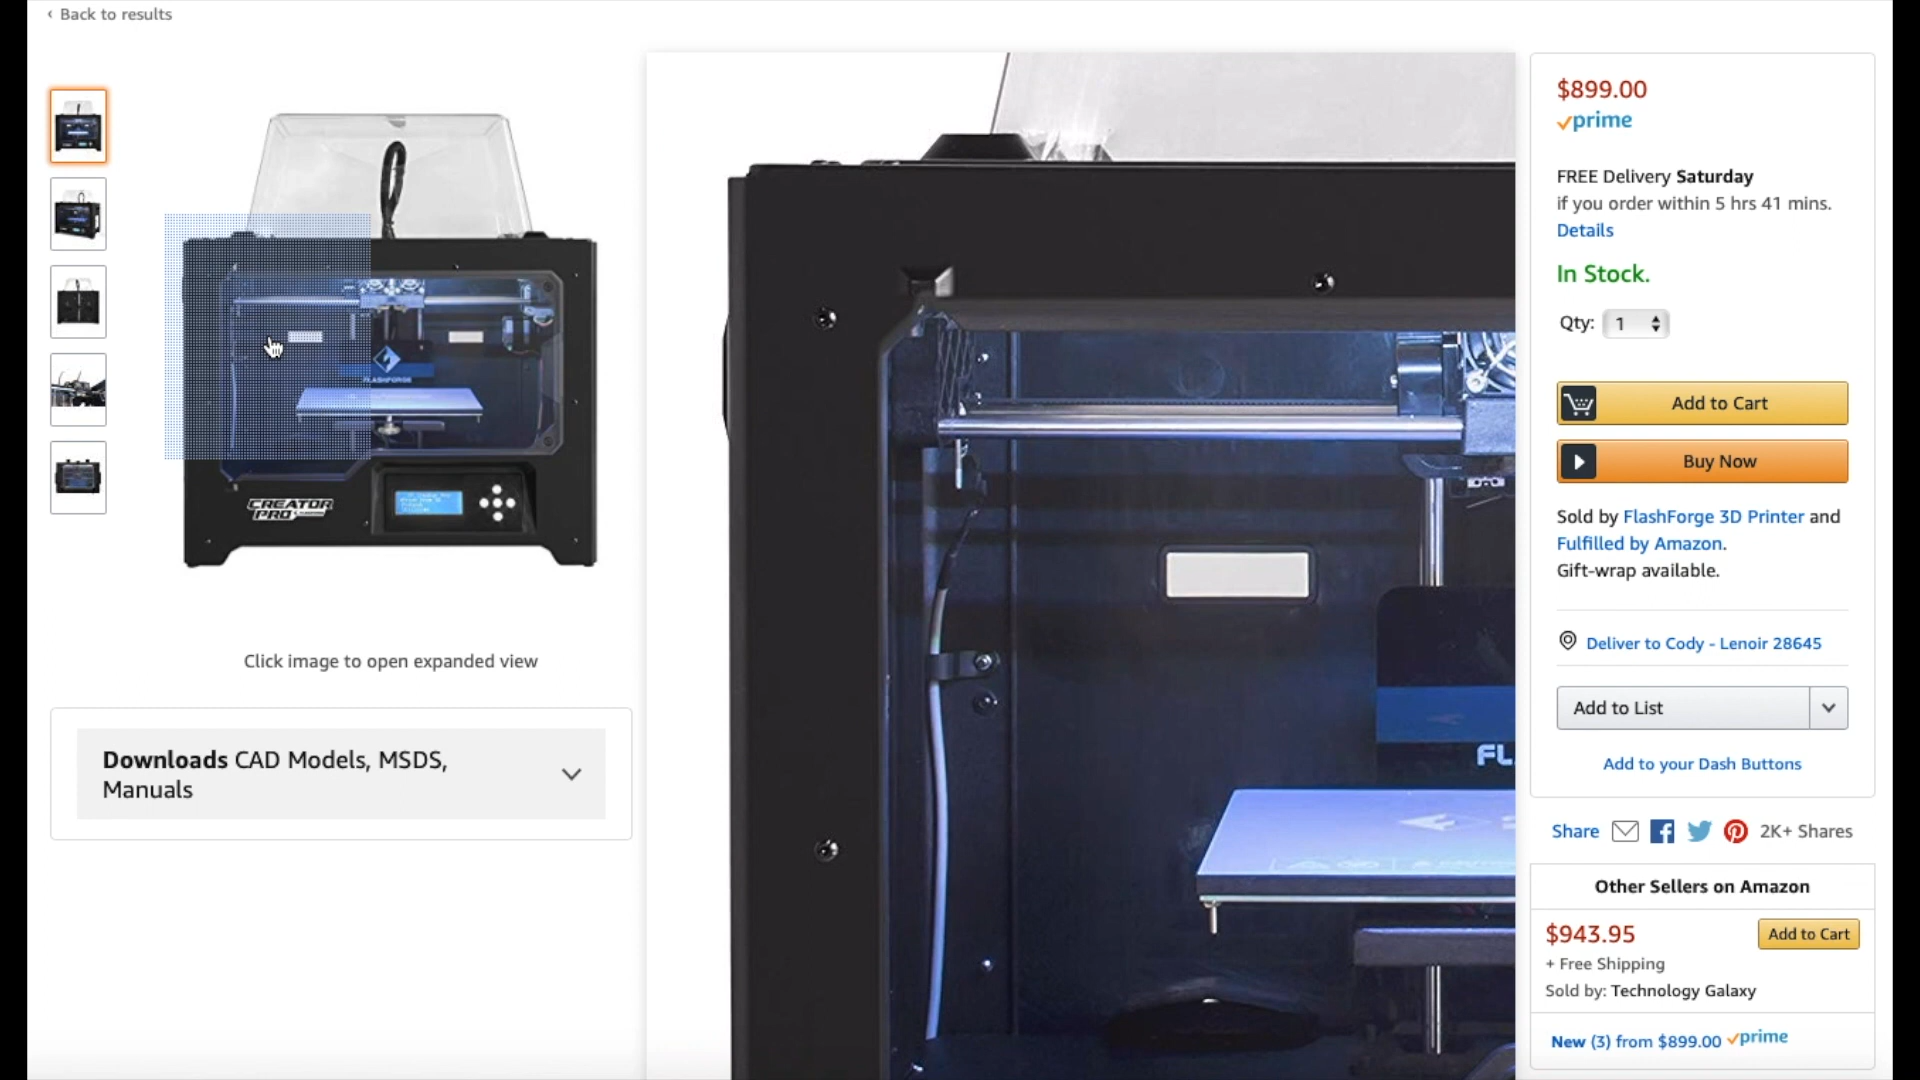 ‹ Back to results
FLASHFORGE
CREATOR
PRO
Click image to open expanded view
Downloads CAD Models, MSDS,
Manuals
FL
$899.00
prime
FREE Delivery Saturday
if you order within 5 hrs 41 mins.
Details
In Stock.
Qty: 1
Add to Cart
Buy Now
Sold by FlashForge 3D Printer and
Fulfilled by Amazon.
Gift-wrap available.
Deliver to Cody - Lenoir 28645
Add to List
Add to your Dash Buttons
Share 2K+ Shares
Other Sellers on Amazon
$943.95 Add to Cart
+ Free Shipping
Sold by: Technology Galaxy
New (3) from $899.00 prime